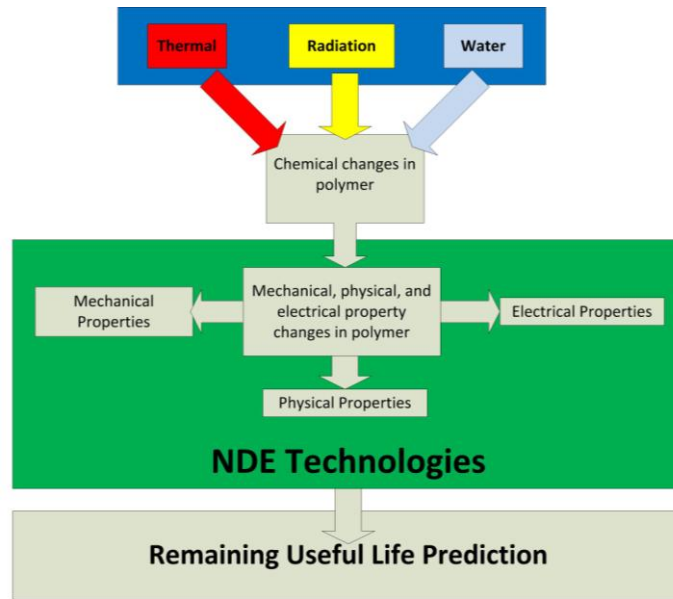 Thermal
Radiation
Water
Chemical changes in
polymer
Mechanical
Properties
Mechanical, physical, and
electrical property
changes in polymer
Electrical Properties
Physical Properties
NDE Technologies
Remaining Useful Life Prediction